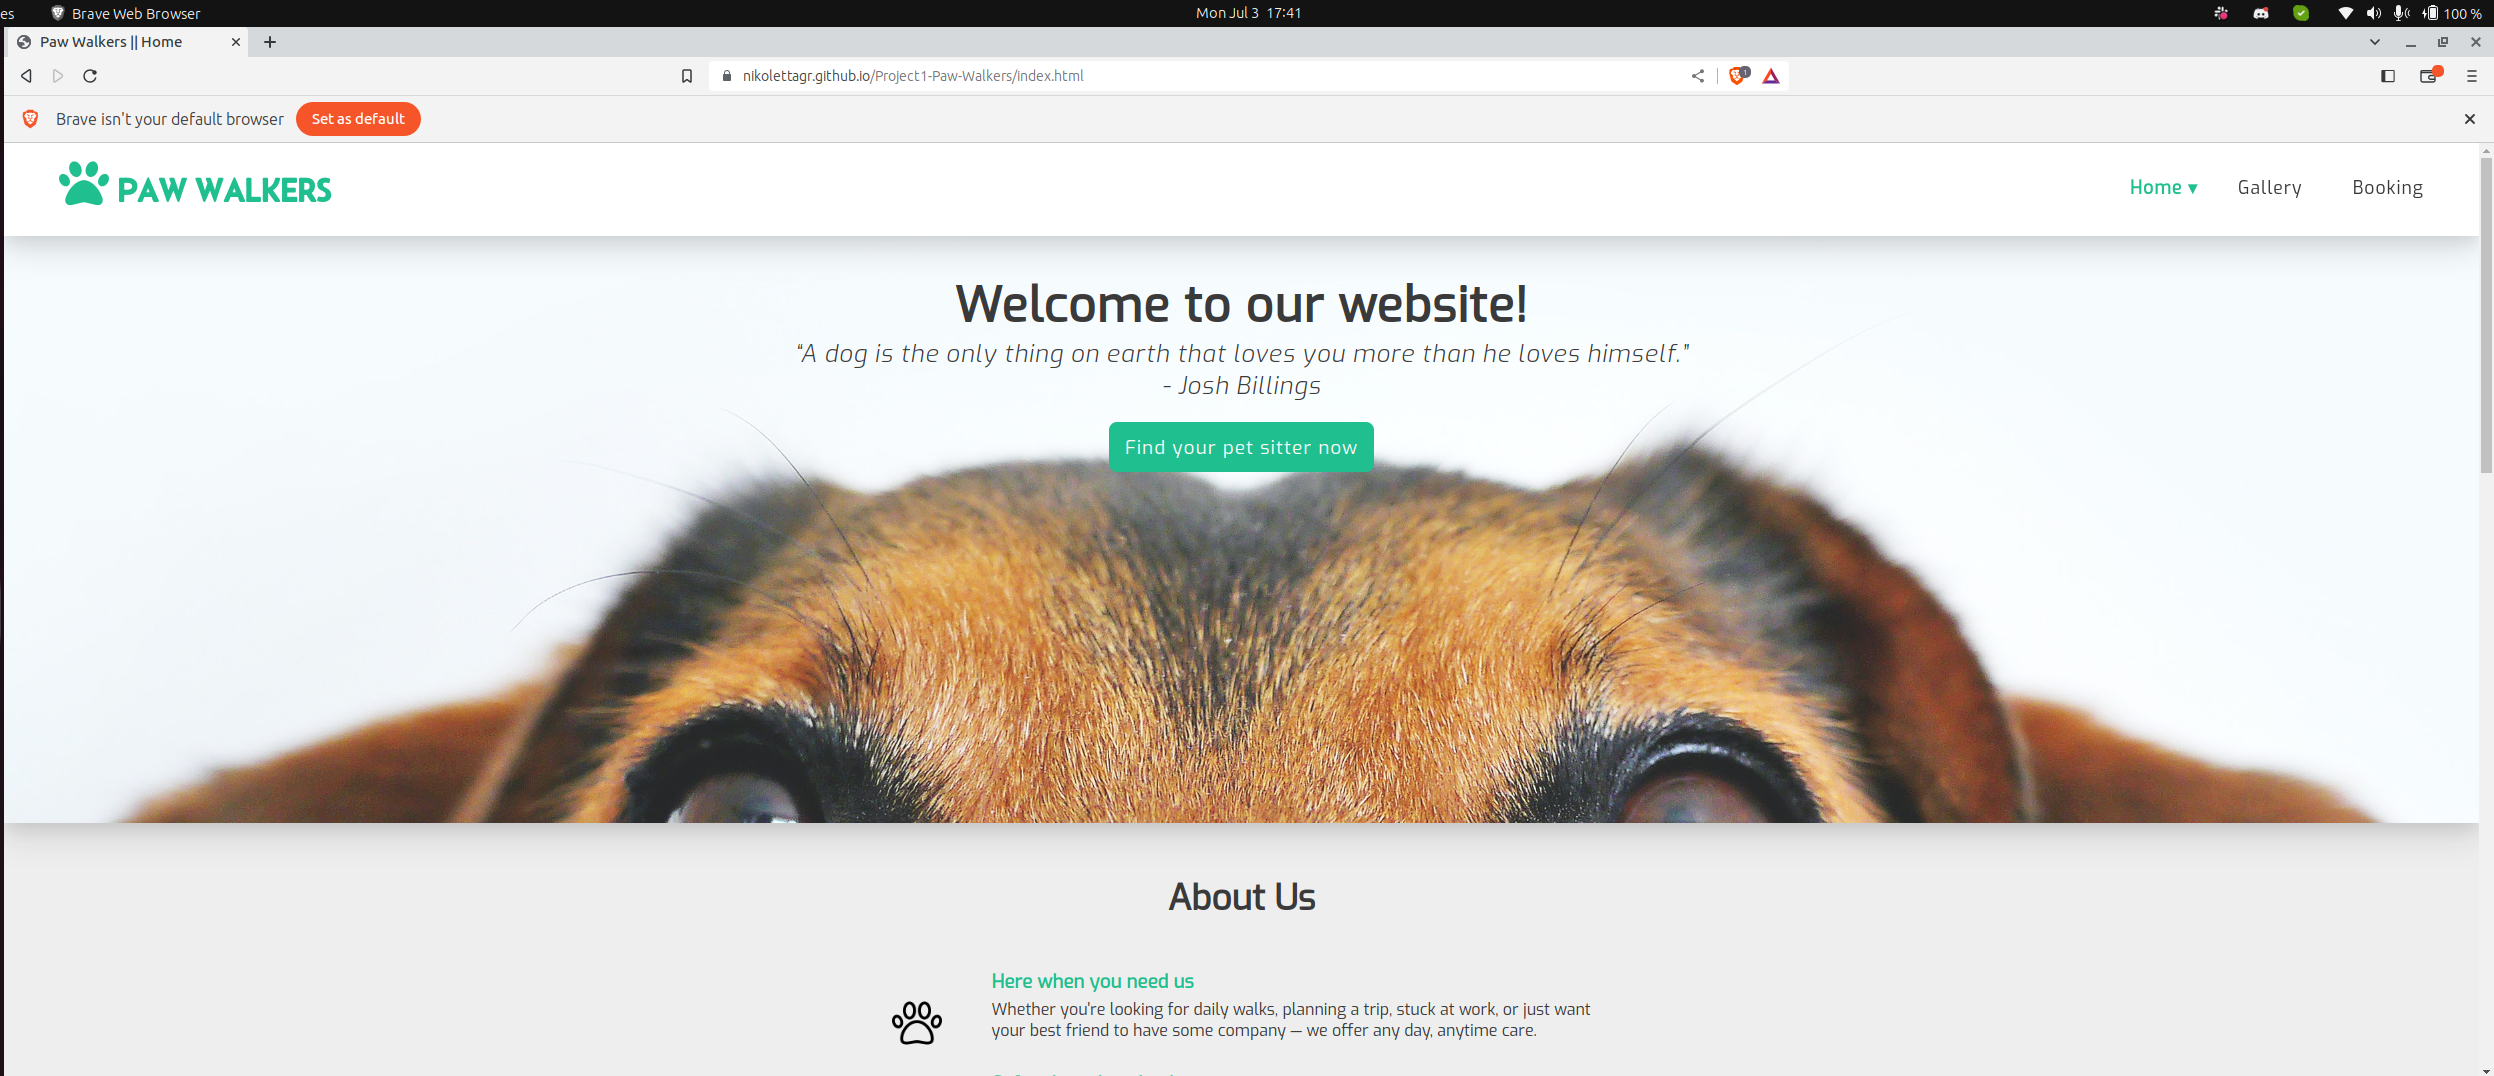 es
Brave Web Browser
Mon Jul 3 17:41
100 %
Paw Walkers || Home
nikolettagr.github.io/Project1-Paw-Walkers/index.html
1
Brave isn't your default browser
Set as default
PAW WALKERS
Home ▾
Gallery
Booking
Welcome to our website!
“A dog is the only thing on earth that loves you more than he loves himself.”
- Josh Billings
Find your pet sitter now
About Us
Here when you need us
Whether you're looking for daily walks, planning a trip, stuck at work, or just want
your best friend to have some company — we offer any day, anytime care.